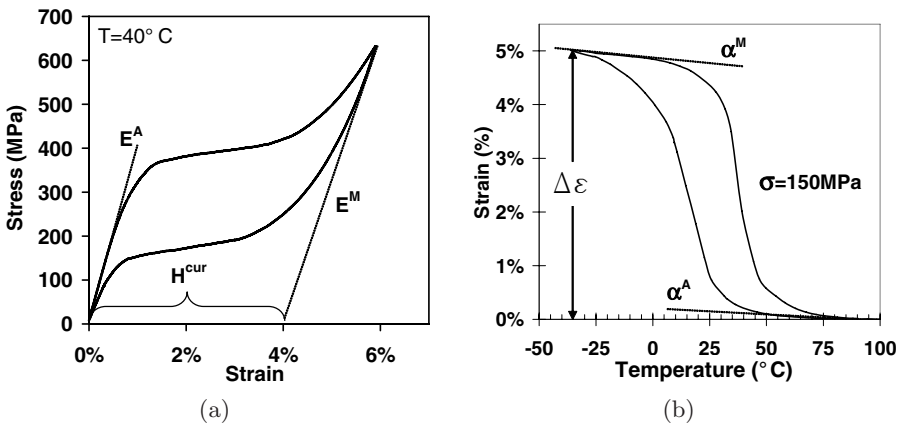 700
600
500
400
300
200
100
0
Stress (MPa)
T=40° C
E^A
E^M
H^cur
0%
2%
4%
6%
Strain
(a)
5%
4%
3%
2%
1%
0%
Strain (%)
α^M
Δε
σ=150MPa
α^A
-50
-25
0
25
50
75
100
Temperature (° C)
(b)